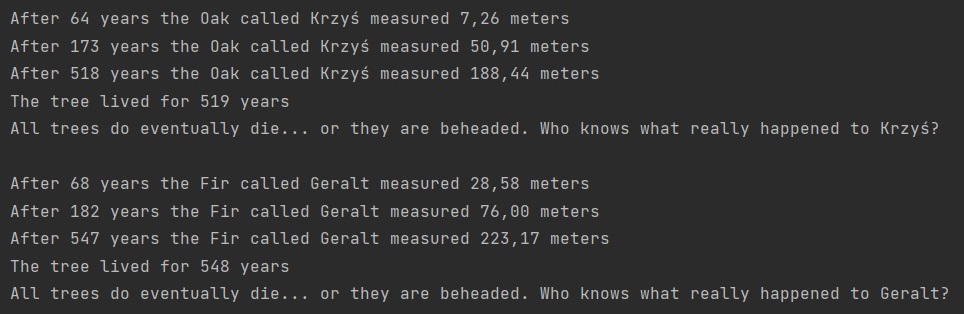 After 64 years the Oak called Krzyś measured 7,26 meters
After 173 years the Oak called Krzyś measured 50,91 meters
After 518 years the Oak called Krzyś measured 188,44 meters
The tree lived for 519 years
All trees do eventually die... or they are beheaded. Who knows what really happened to Krzyś?
After 68 years the Fir called Geralt measured 28,58 meters
After 182 years the Fir called Geralt measured 76,00 meters
After 547 years the Fir called Geralt measured 223,17 meters
The tree lived for 548 years
All trees do eventually die... or they are beheaded. Who knows what really happened to Geralt?